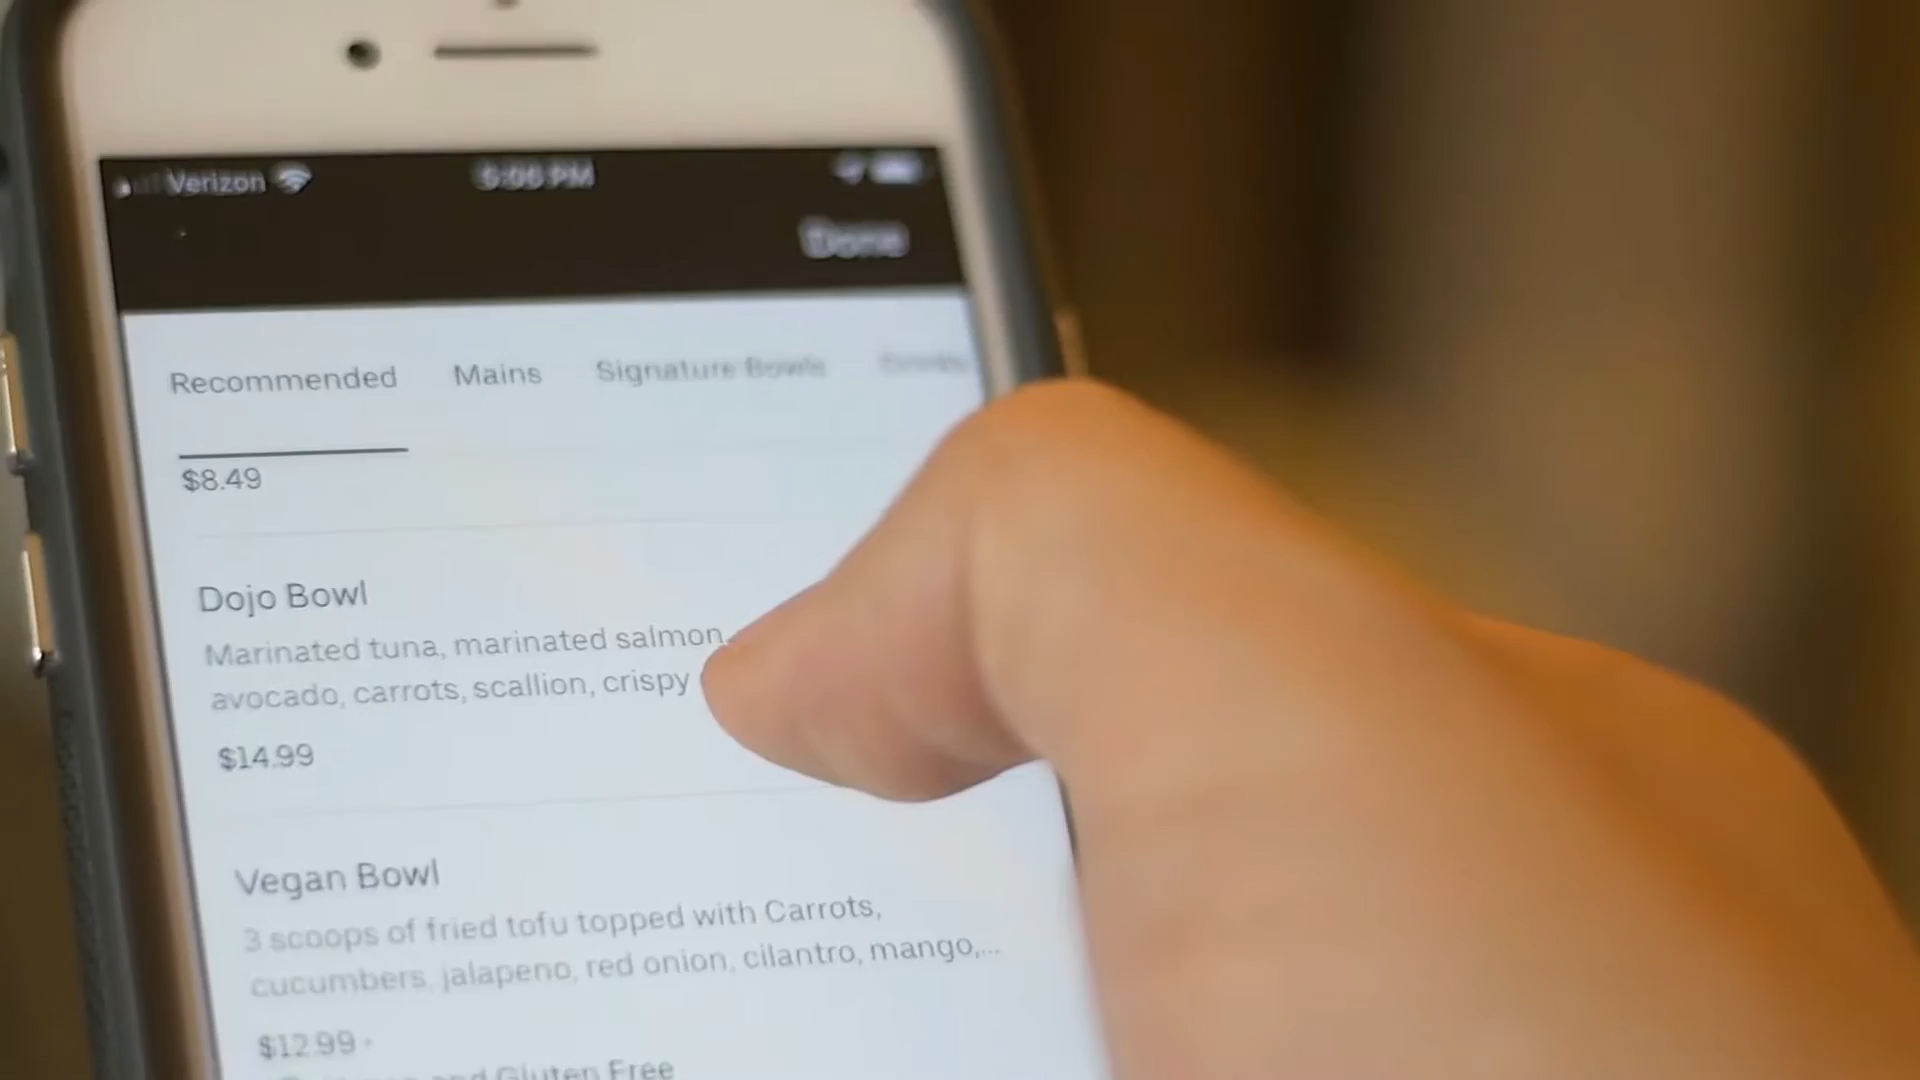 Verizon
Done
Recommended Mains Signature Bowls
$8.49
Dojo Bowl
Marinated tuna, marinated salmon,
avocado, carrots, scallion, crispy
$14.99
Vegan Bowl
3 scoops of fried tofu topped with Carrots,
cucumbers, jalapeno, red onion, cilantro, mango,...
$12.99 •
and Gluten Free